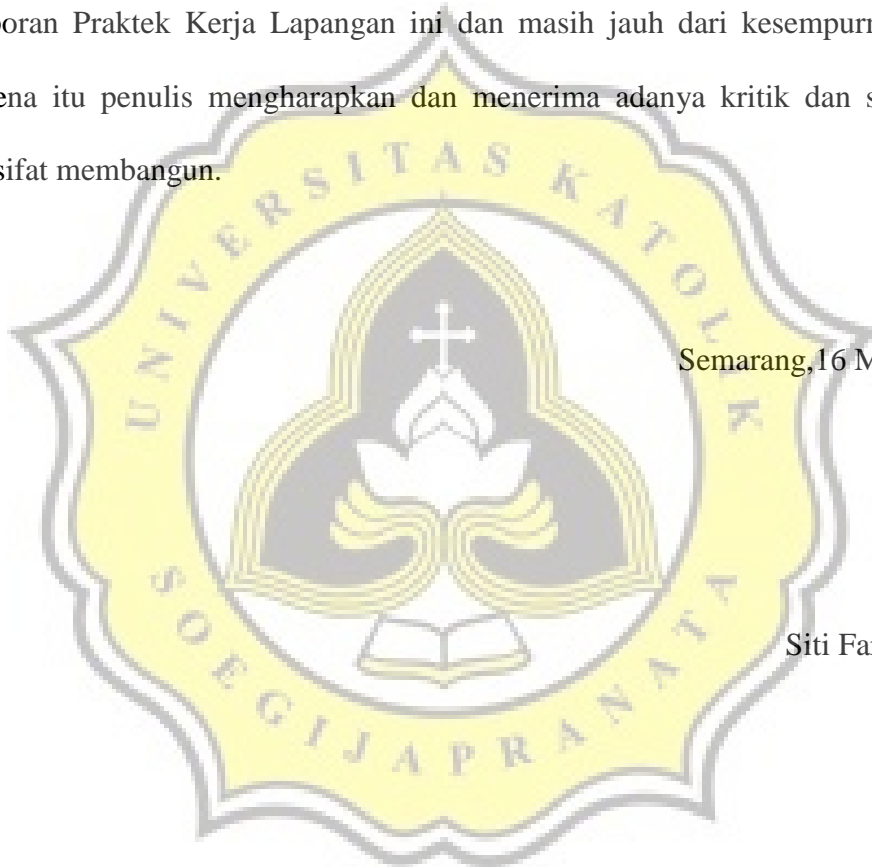 oran Praktek Kerja Lapangan ini dan masih jauh dari kesempurn
ena itu penulis mengharapkan dan menerima adanya kritik dan s
sifat membangun.
UNIVERSITAS KATOLIK
Semarang,16 M
Siti Fa
SOEGIJAPRANATA